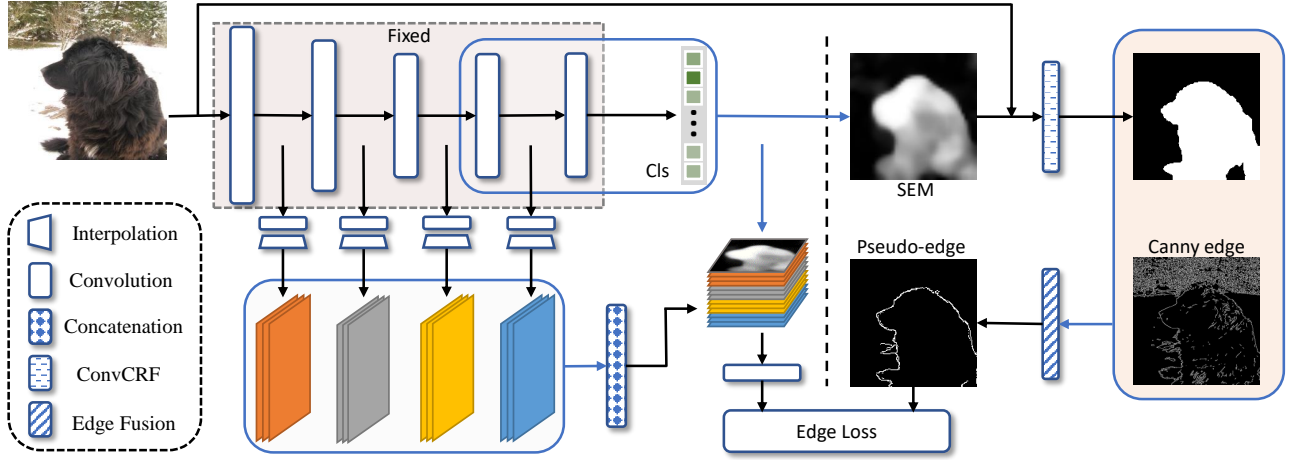 Fixed
Cls
SEM
Interpolation
Convolution
Concatenation
ConvCRF
Edge Fusion
Pseudo-edge
Canny edge
Edge Loss